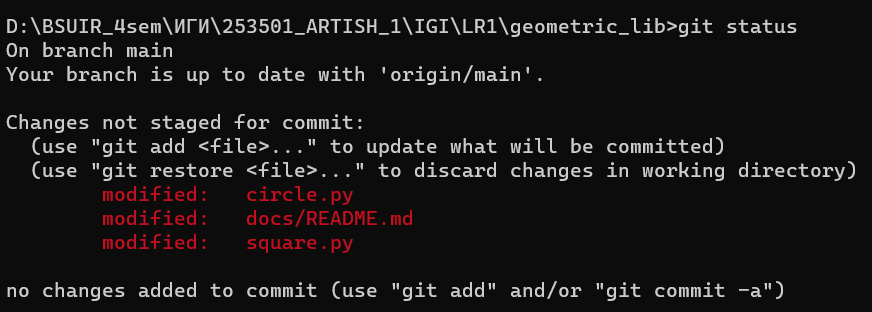 D:\BSUIR_4sem\ИГИ\253501_ARTISH_1\IGI\LR1\geometric_lib>git status
On branch main
Your branch is up to date with 'origin/main'.
Changes not staged for commit:
(use "git add <file>..." to update what will be committed)
(use "git restore <file>..." to discard changes in working directory)
modified:   circle.py
modified:   docs/README.md
modified:   square.py
no changes added to commit (use "git add" and/or "git commit -a")